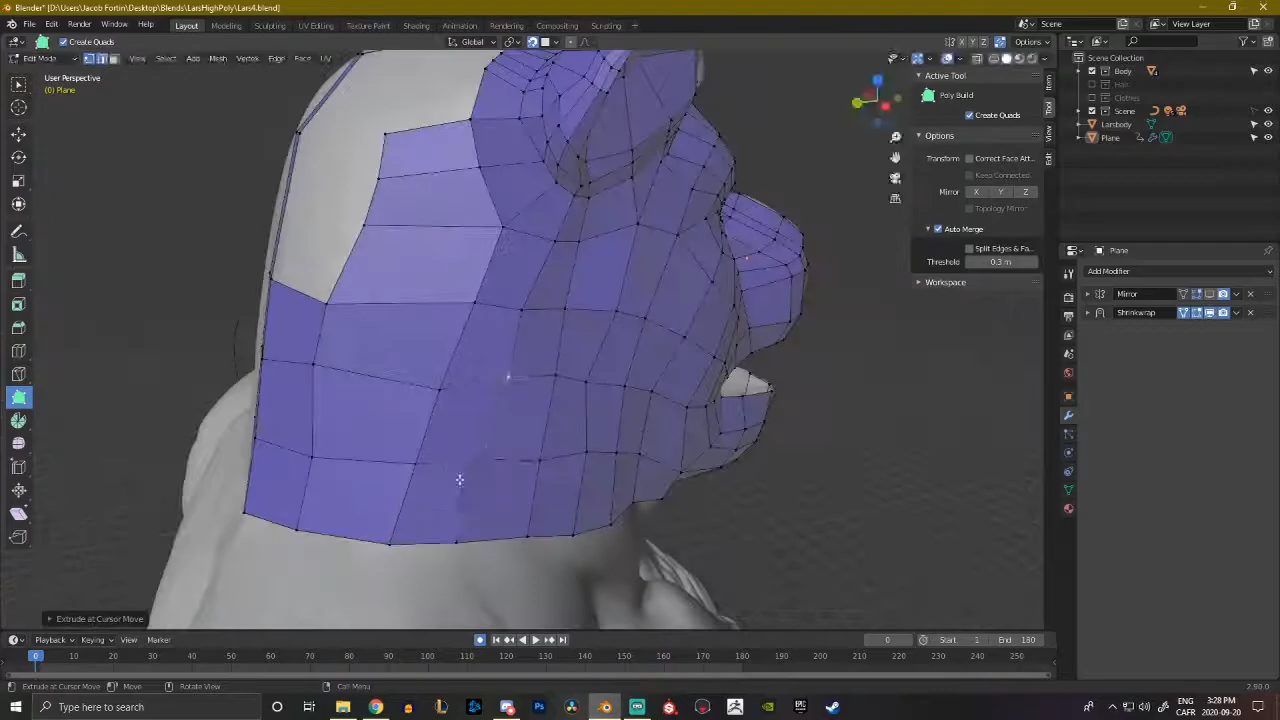 Blender* [D:\Users\Jacob Fortin\Desktop\Blends\LarsHighPoly\Lars4.blend]
File Edit Render Window Help Layout Modeling Sculpting UV Editing Texture Paint Shading Animation Rendering Compositing Scripting Scene View Layer
Create Quads Global X Y Z Options
Edit Mode View Select Add Mesh Vertex Edge Face UV
User Perspective
(0) Plane
Active Tool
Poly Build
Create Quads
Options
Transform Correct Face Att...
Keep Connected
Mirror X Y Z
Topology Mirror
Auto Merge
Split Edges & Fa...
Threshold 0.3 m
Workspace
Item
Tool
View
Edit
Scene Collection
Body
Hair
Clothes
Scene
Larsbody
Plane
Plane
Add Modifier
Mirror
Shrinkwrap
Extrude at Cursor Move
Playback Keying View Marker 0 Start 1 End 180
0 10 20 30 40 50 60 70 80 90 100 110 120 130 140 150 160 170 180 190 200 210 220 230 240 250
Extrude at Cursor Move Move Rotate View Call Menu 2.90.0
Type here to search
ENG 3:28 PM
CAFR 2020-09-20